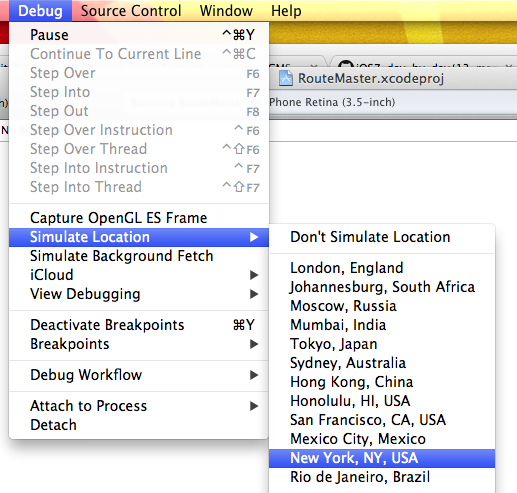 Debug Source Control Window Help
Pause ^⌘Y
Continue To Current Line ^⌘C
Step Over F6
Step Into F7
Step Out F8
Step Over Instruction ^F6
Step Over Thread ^⇧F6
Step Into Instruction ^F7
Step Into Thread ^⇧F7
Capture OpenGL ES Frame
Simulate Location
Simulate Background Fetch
iCloud
View Debugging
Deactivate Breakpoints ⌘Y
Breakpoints
Debug Workflow
Attach to Process
Detach
RouteMaster.xcodeproj
Phone Retina (3.5-inch)
Don't Simulate Location
London, England
Johannesburg, South Africa
Moscow, Russia
Mumbai, India
Tokyo, Japan
Sydney, Australia
Hong Kong, China
Honolulu, HI, USA
San Francisco, CA, USA
Mexico City, Mexico
New York, NY, USA
Rio de Janeiro, Brazil